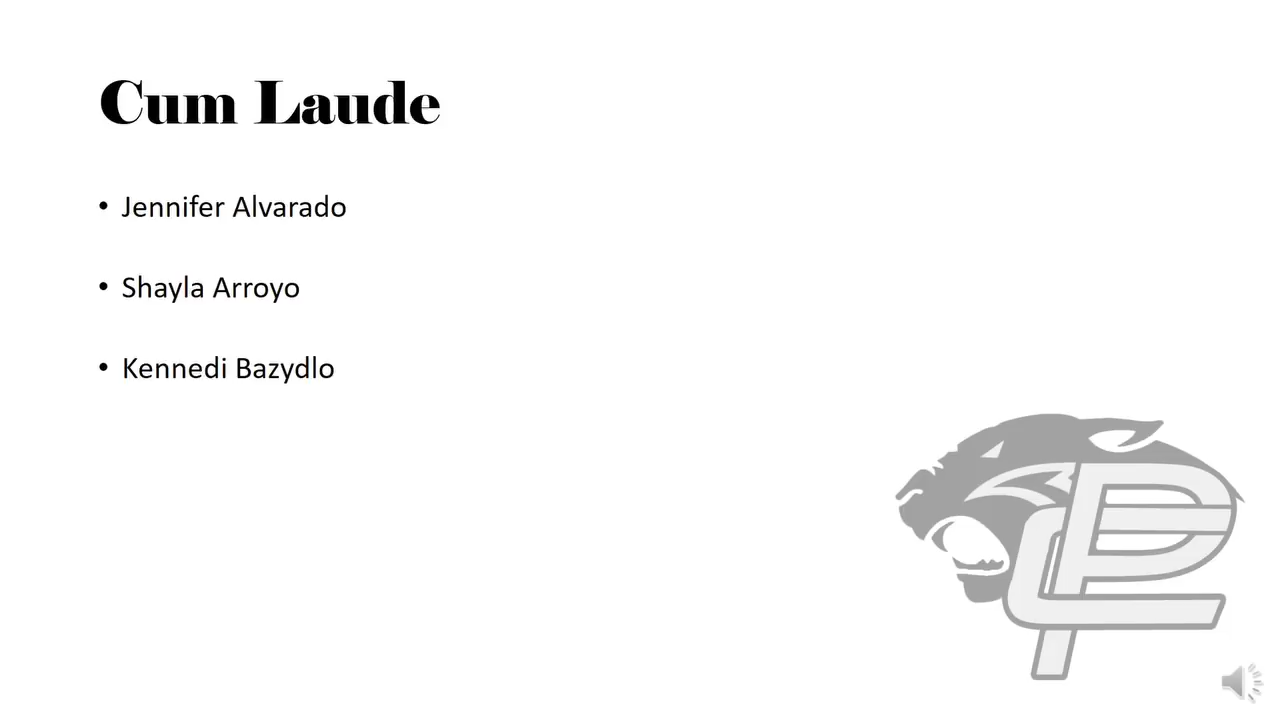 Cum Laude
• Jennifer Alvarado
• Shayla Arroyo
• Kennedi Bazydlo